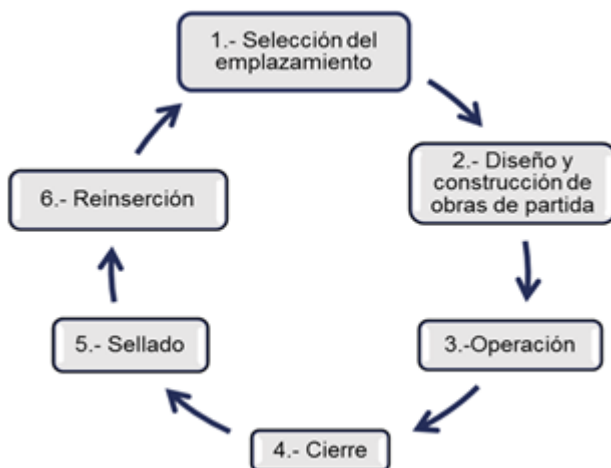 1.- Selección del
emplazamiento
2.- Diseño y
construcción de
obras de partida
3.-Operación
4.- Cierre
5.- Sellado
6.- Reinserción